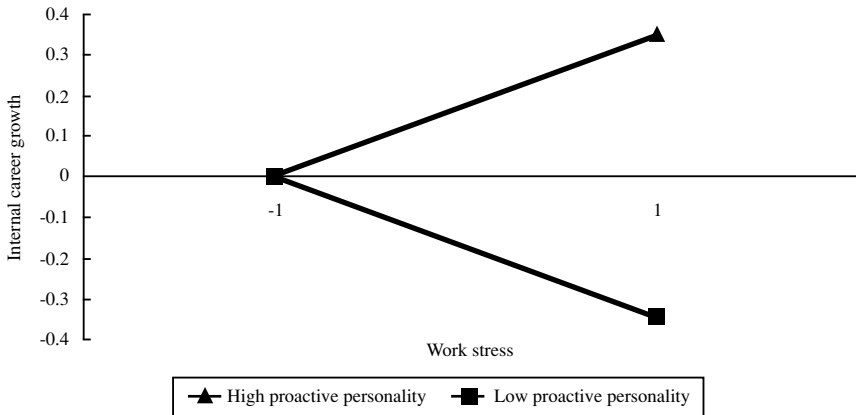 Internal career growth
0.4
0.3
0.2
0.1
0
-0.1
-0.2
-0.3
-0.4
-1
1
Work stress
High proactive personality
Low proactive personality